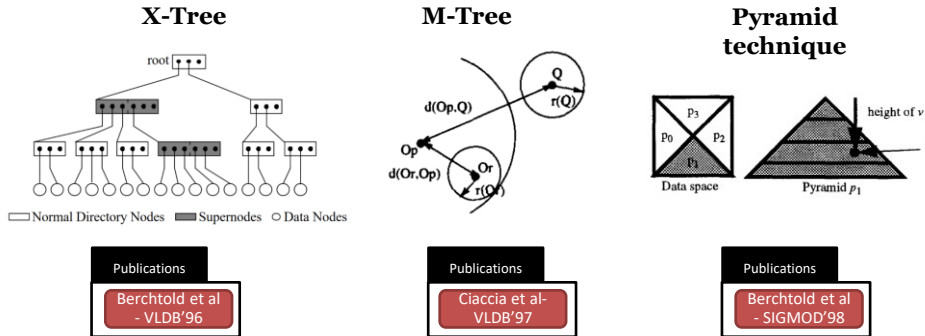 X-Tree
root
Normal Directory Nodes
Supernodes
Data Nodes
Publications
Berchtold et al
- VLDB'96
M-Tree
Q
r(Q)
d(Op,Q)
Op
d(Or,Op)
Or
r(Or)
Publications
Ciaccia et al-
VLDB'97
Pyramid
technique
p3
p0
p2
p1
Data space
height of v
Pyramid p1
Publications
Berchtold et al
- SIGMOD'98